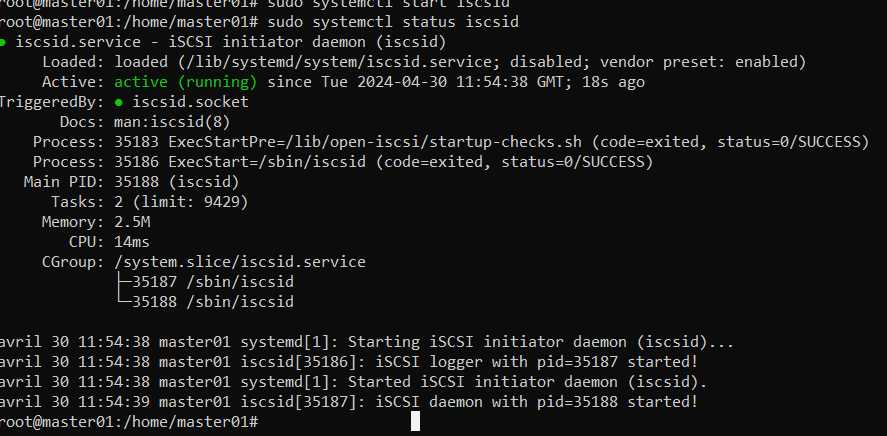 root@master01:/home/master01# sudo systemctl start iscsid
root@master01:/home/master01# sudo systemctl status iscsid
● iscsid.service - iSCSI initiator daemon (iscsid)
     Loaded: loaded (/lib/systemd/system/iscsid.service; disabled; vendor preset: enabled)
     Active: active (running) since Tue 2024-04-30 11:54:38 GMT; 18s ago
TriggeredBy: ● iscsid.socket
       Docs: man:iscsid(8)
    Process: 35183 ExecStartPre=/lib/open-iscsi/startup-checks.sh (code=exited, status=0/SUCCESS)
    Process: 35186 ExecStart=/sbin/iscsid (code=exited, status=0/SUCCESS)
   Main PID: 35188 (iscsid)
      Tasks: 2 (limit: 9429)
     Memory: 2.5M
        CPU: 14ms
     CGroup: /system.slice/iscsid.service
             ├─35187 /sbin/iscsid
             └─35188 /sbin/iscsid
avril 30 11:54:38 master01 systemd[1]: Starting iSCSI initiator daemon (iscsid)...
avril 30 11:54:38 master01 iscsid[35186]: iSCSI logger with pid=35187 started!
avril 30 11:54:38 master01 systemd[1]: Started iSCSI initiator daemon (iscsid).
avril 30 11:54:39 master01 iscsid[35187]: iSCSI daemon with pid=35188 started!
root@master01:/home/master01#